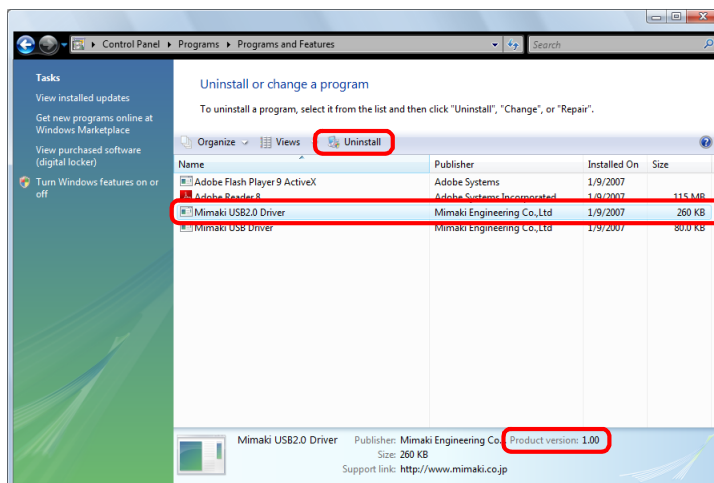 Control Panel ▸ Programs ▸ Programs and Features
Search
Tasks
View installed updates
Get new programs online at
Windows Marketplace
View purchased software
(digital locker)
Turn Windows features on or
off
Uninstall or change a program
To uninstall a program, select it from the list and then click "Uninstall", "Change", or "Repair".
Organize Views Uninstall
Name Publisher Installed On Size
Adobe Flash Player 9 ActiveX Adobe Systems 1/9/2007
Adobe Reader 8 Adobe Systems Incorporated 1/9/2007 115 MB
Mimaki USB2.0 Driver Mimaki Engineering Co.,Ltd 1/9/2007 260 KB
Mimaki USB Driver Mimaki Engineering Co.,Ltd 1/9/2007 80.0 KB
Mimaki USB2.0 Driver Publisher: Mimaki Engineering Co... Product version: 1.00
Size: 260 KB
Support link: http://www.mimaki.co.jp